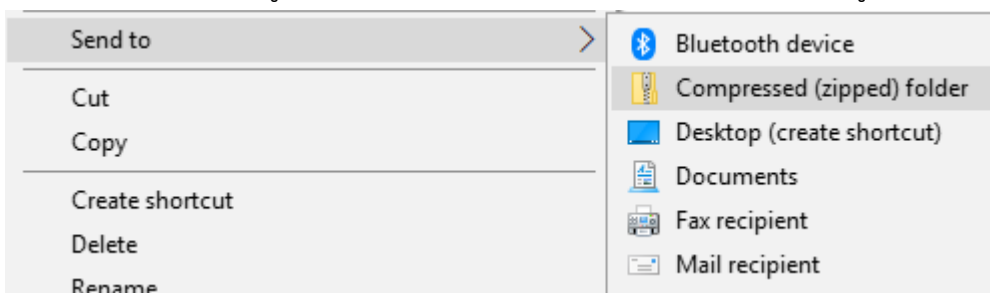 Send to
Cut
Copy
Create shortcut
Delete
Rename
Bluetooth device
Compressed (zipped) folder
Desktop (create shortcut)
Documents
Fax recipient
Mail recipient